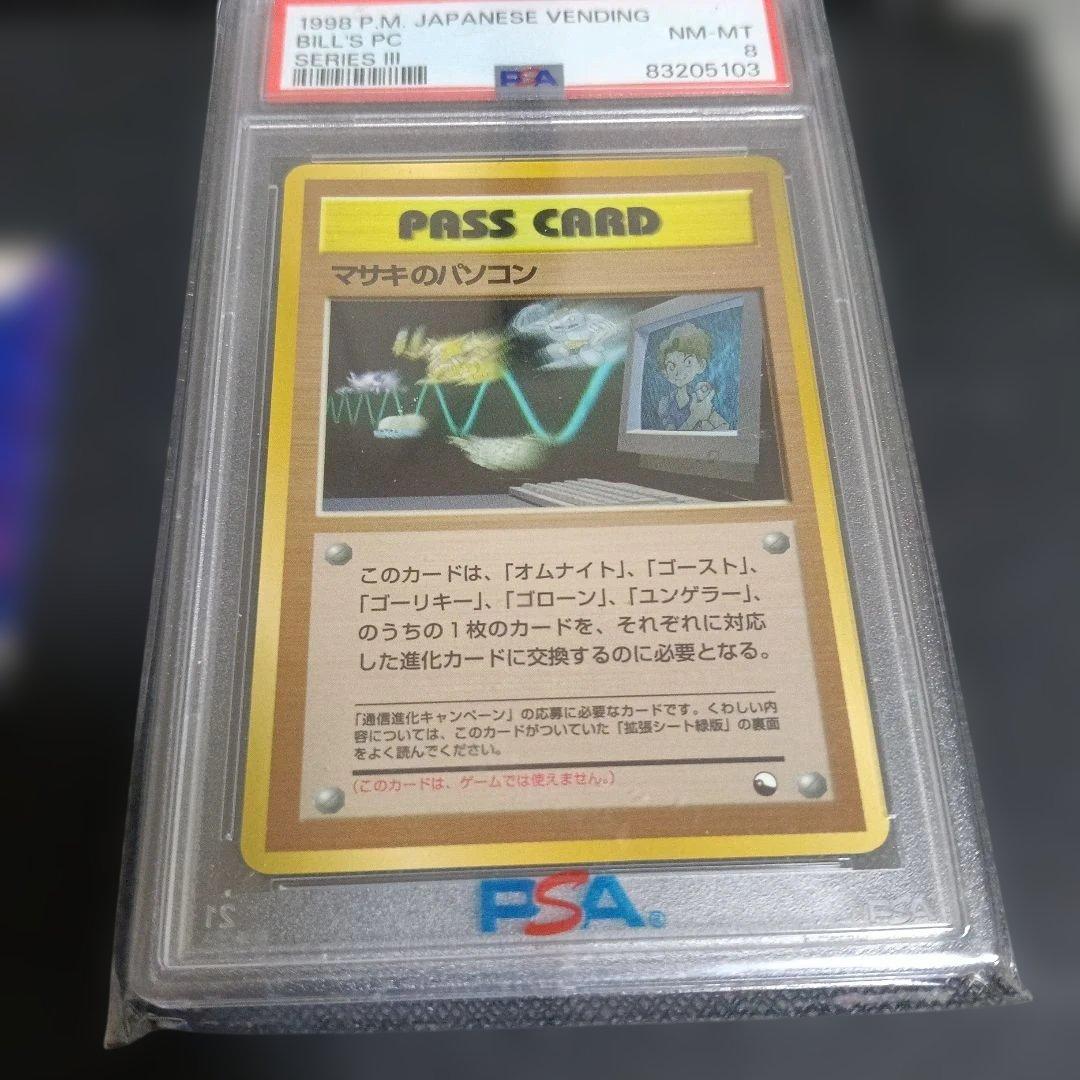 1998 P.M. JAPANESE VENDING
BILL'S PC
NM-MT
8
SERIES III
83205103
PSA
PASS CARD
マサキのパソコン
このカードは、「オムナイト」、「ゴースト」、
「ゴーリキー」、「ゴローン」、「ユンゲラー」、
のうちの1枚のカードを、それぞれに対応
した進化カードに交換するのに必要となる。
「通信進化キャンペーン」の応募に必要なカードです。くわしい内
容については、このカードがついていた「拡張シート緑版」の裏面
をよく読んでください。
(このカードは、ゲームでは使えません。)
PSA®
21
PSA